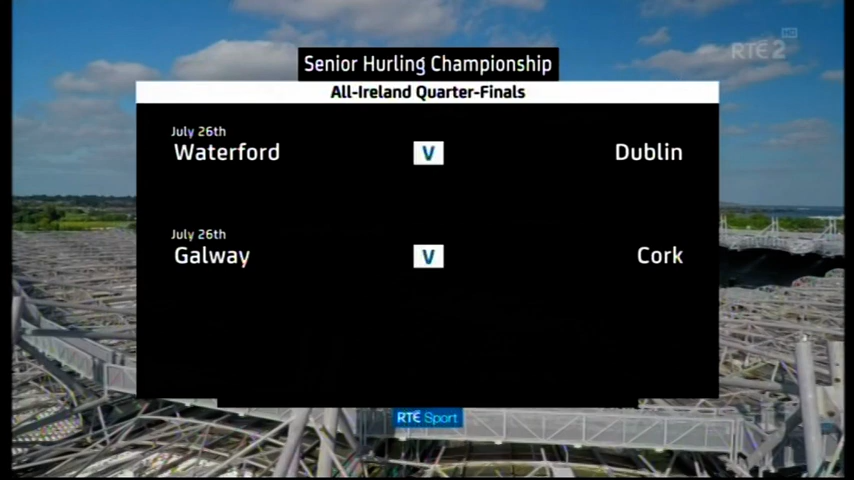 HD
RTÉ 2
Senior Hurling Championship
All-Ireland Quarter-Finals
July 26th
Waterford V Dublin
July 26th
Galway V Cork
RTÉ Sport